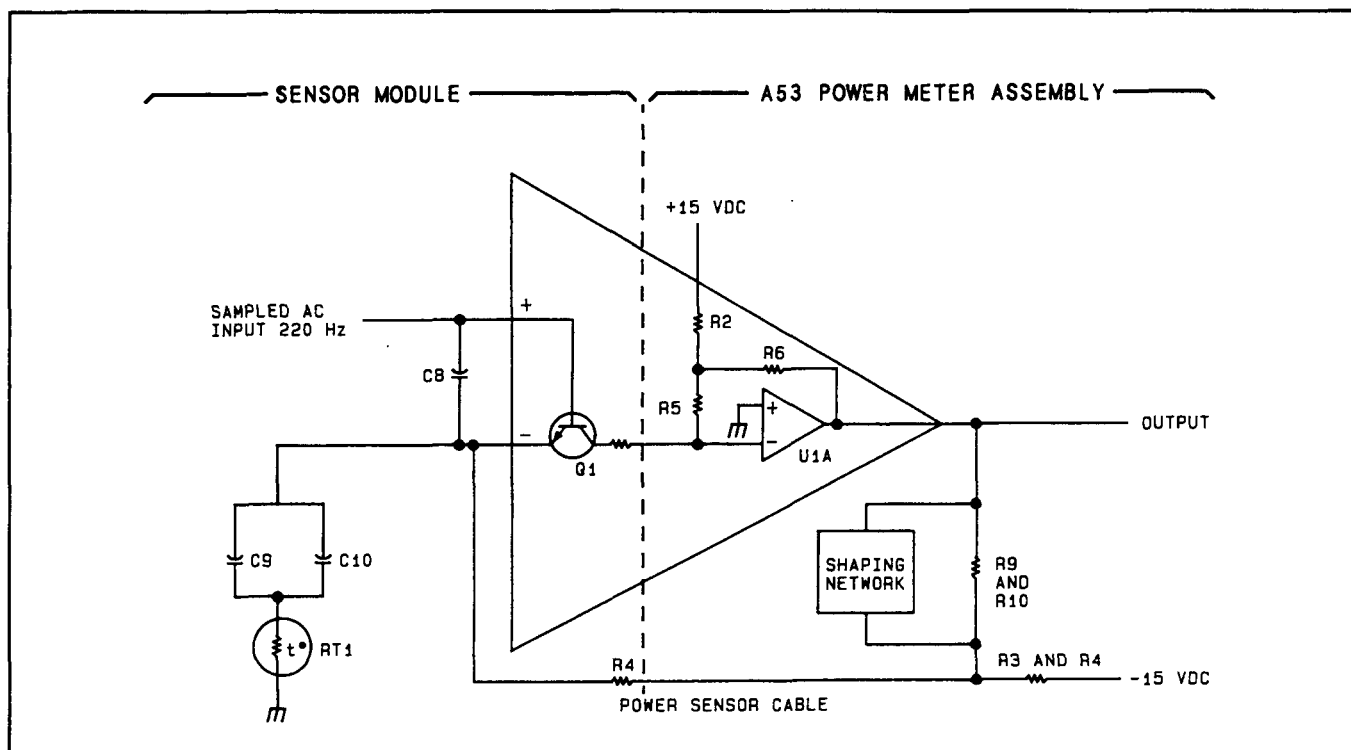 SENSOR MODULE
A53 POWER METER ASSEMBLY
+15 VDC
SAMPLED AC
INPUT 220 Hz
+
R2
R6
C8
R5
+
-
-
Q1
U1A
OUTPUT
C9
C10
SHAPING
NETWORK
R9
AND
R10
t°
RT1
R4
R3 AND R4
-15 VDC
POWER SENSOR CABLE